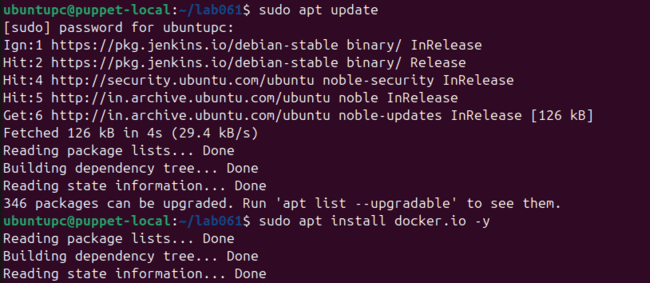 ubuntupc@puppet-local:~/lab061$ sudo apt update
[sudo] password for ubuntupc:
Ign:1 https://pkg.jenkins.io/debian-stable binary/ InRelease
Hit:2 https://pkg.jenkins.io/debian-stable binary/ Release
Hit:4 http://security.ubuntu.com/ubuntu noble-security InRelease
Hit:5 http://in.archive.ubuntu.com/ubuntu noble InRelease
Get:6 http://in.archive.ubuntu.com/ubuntu noble-updates InRelease [126 kB]
Fetched 126 kB in 4s (29.4 kB/s)
Reading package lists... Done
Building dependency tree... Done
Reading state information... Done
346 packages can be upgraded. Run 'apt list --upgradable' to see them.
ubuntupc@puppet-local:~/lab061$ sudo apt install docker.io -y
Reading package lists... Done
Building dependency tree... Done
Reading state information... Done